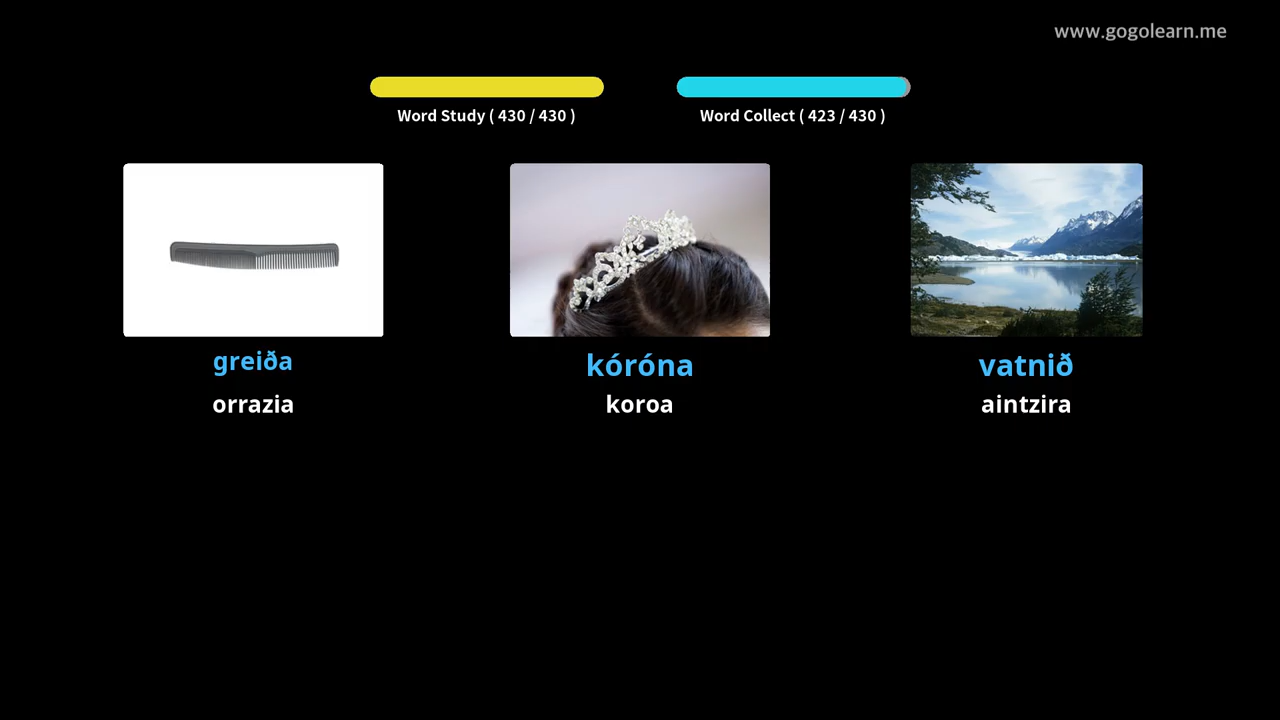 www.gogolearn.me
Word Study ( 430 / 430 )
Word Collect ( 423 / 430 )
greiða
kóróna
vatnið
orrazia
koroa
aintzira